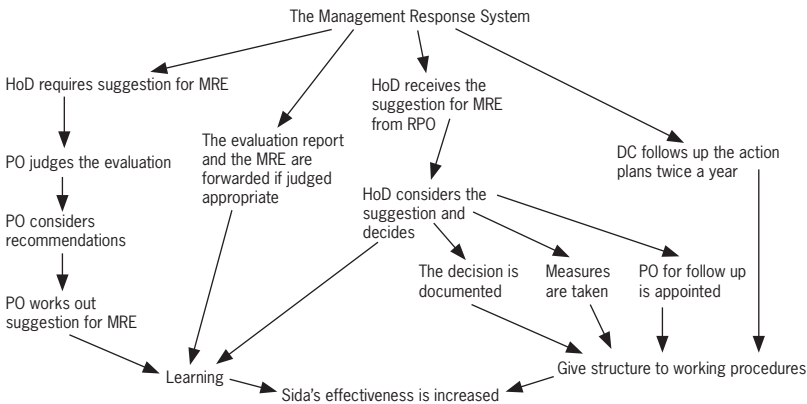 The Management Response System
HoD requires suggestion for MRE
HoD receives the
suggestion for MRE
from RPO
The evaluation report
and the MRE are
forwarded if judged
appropriate
DC follows up the action
plans twice a year
PO judges the evaluation
HoD considers the
suggestion and
decides
PO considers
recommendations
The decision is
documented
Measures
are taken
PO for follow up
is appointed
PO works out
suggestion for MRE
Learning
Give structure to working procedures
Sida's effectiveness is increased